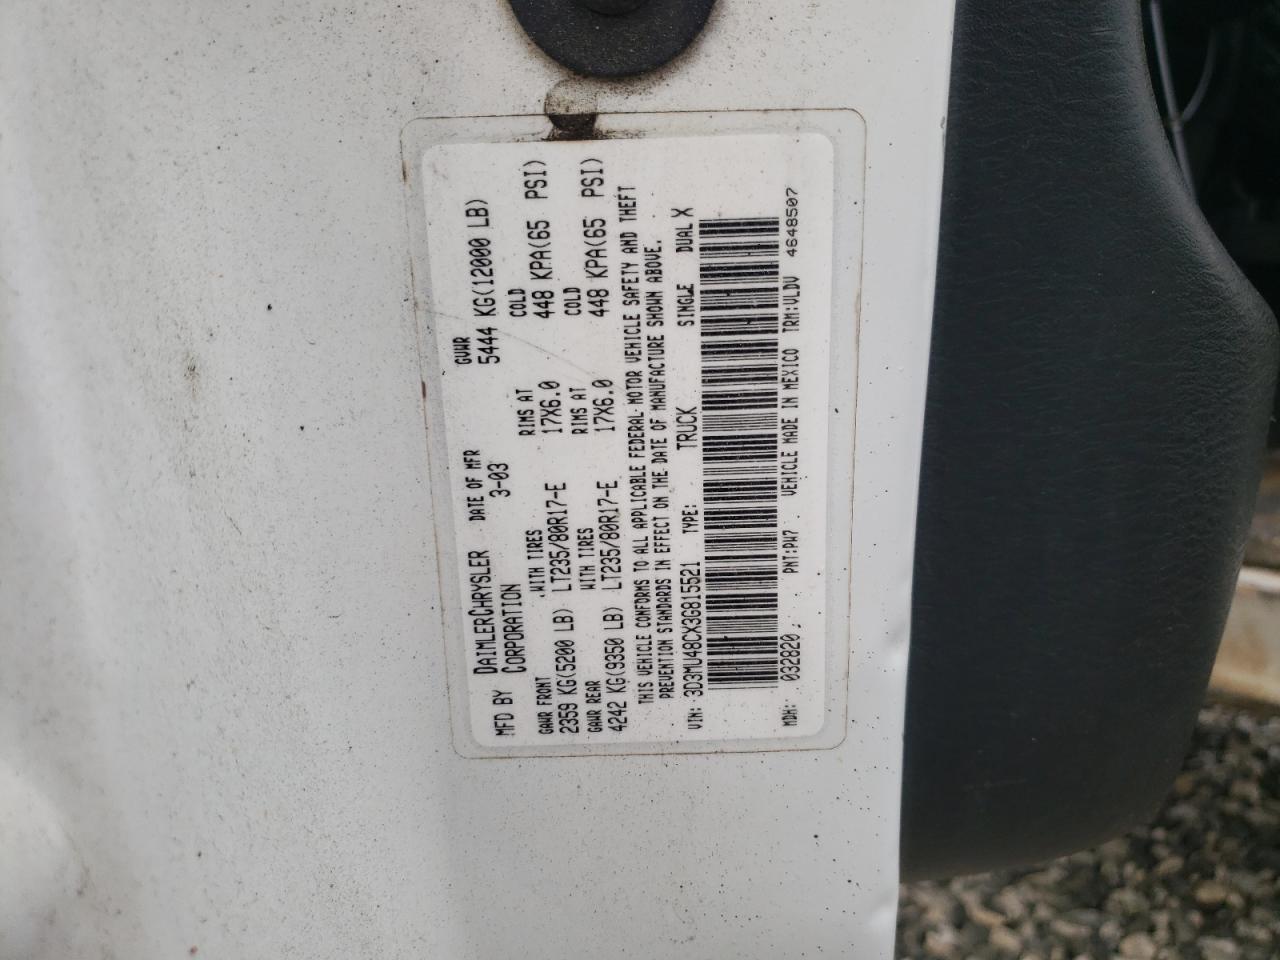 MFD BY DAIMLERCHRYSLER CORPORATION DATE OF MFR 3-03 GVWR 5444 KG(12000 LB)
GAWR FRONT WITH TIRES RIMS AT COLD
2359 KG(5200 LB) LT235/80R17-E 17X6.0 448 KPA(65 PSI)
GAWR REAR WITH TIRES RIMS AT COLD
4242 KG(9350 LB) LT235/80R17-E 17X6.0 448 KPA(65 PSI)
THIS VEHICLE CONFORMS TO ALL APPLICABLE FEDERAL MOTOR VEHICLE SAFETY AND THEFT
PREVENTION STANDARDS IN EFFECT ON THE DATE OF MANUFACTURE SHOWN ABOVE.
VIN: 3D3MU48CX3G815521 TYPE: TRUCK SINGLE DUAL X
MDH: 032820 PNT:PW7 VEHICLE MADE IN MEXICO TRM:VLDV 4648507